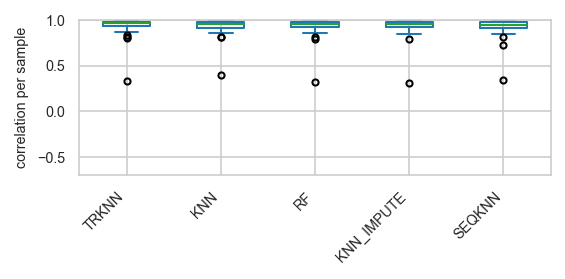 correlation per sample
1.0
0.5
0.0
−0.5
TRKNN
KNN
RF
KNN_IMPUTE
SEQKNN